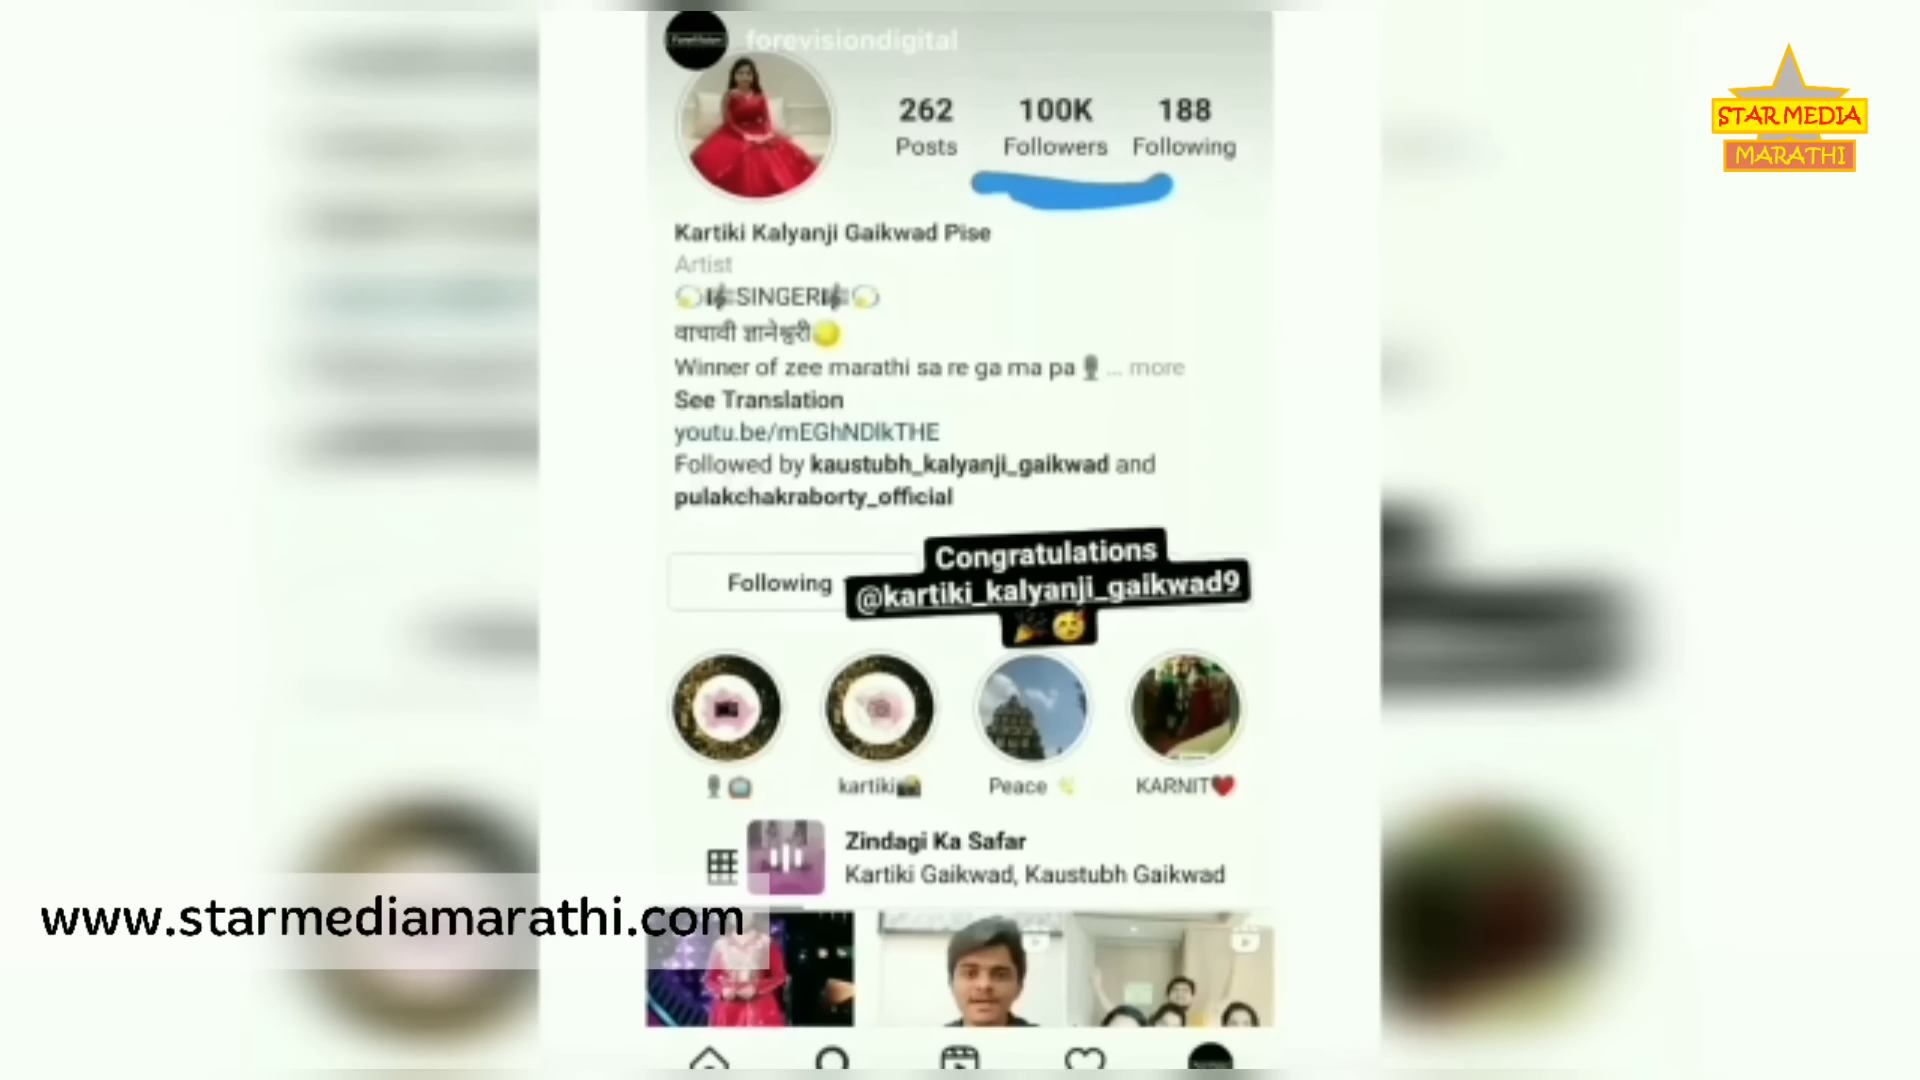 forevisiondigital
262 100K 188
Posts Followers Following
Kartiki Kalyanji Gaikwad Pise
Artist
💫🎼SINGER🎼💫
वाचावी ज्ञानेश्वरी🟡
Winner of zee marathi sa re ga ma pa🎙️... more
See Translation
youtu.be/mEGhNDlkTHE
Followed by kaustubh_kalyanji_gaikwad and
pulakchakraborty_official
Following
Congratulations
@kartiki_kalyanji_gaikwad9
🎉🥳
🎙️📺 kartiki📸 Peace KARNIT❤️
Zindagi Ka Safar
Kartiki Gaikwad, Kaustubh Gaikwad
www.starmediamarathi.com
STAR MEDIA
MARATHI